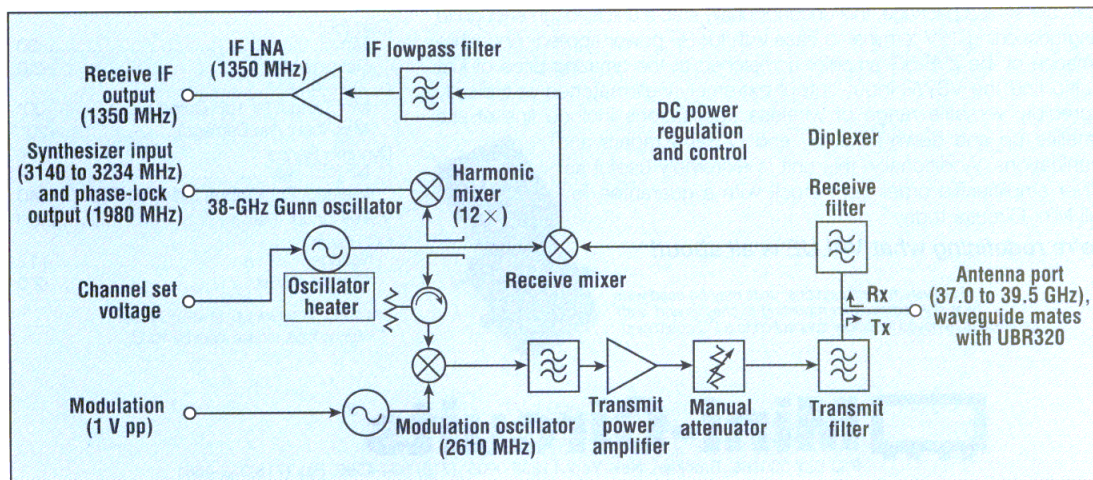 IF LNA
(1350 MHz)
IF lowpass filter
Receive IF
output
(1350 MHz)
DC power
regulation
and control
Diplexer
Synthesizer input
(3140 to 3234 MHz)
and phase-lock
output (1980 MHz)
Harmonic
mixer
(12×)
38-GHz Gunn oscillator
Receive
filter
Receive mixer
Oscillator
heater
Channel set
voltage
Rx
Tx
Antenna port
(37.0 to 39.5 GHz),
waveguide mates
with UBR320
Modulation
(1 V pp)
Modulation oscillator
(2610 MHz)
Transmit
power
amplifier
Manual
attenuator
Transmit
filter